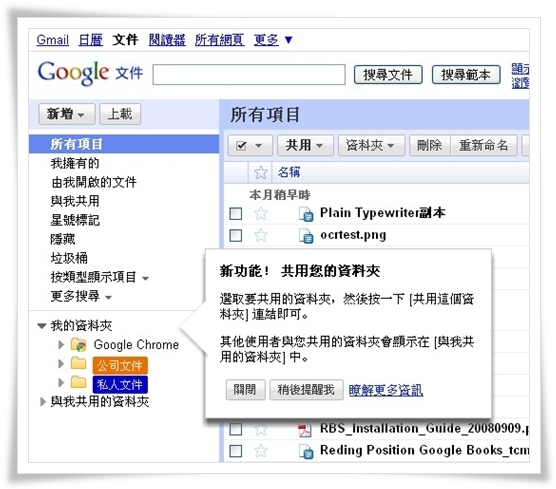 Gmail 日曆 文件 閱讀器 所有網頁 更多 ▼
Google 文件 搜尋文件 搜尋範本 顯示
瀏覽
新增 上載 所有項目
所有項目
我擁有的
由我開啟的文件
與我共用
星號標記
隱藏
垃圾桶
按類型顯示項目
更多搜尋
我的資料夾
Google Chrome
公司文件
私人文件
與我共用的資料夾
共用 資料夾 刪除 重新命名
名稱
本月稍早時
Plain Typewriter副本
ocrtest.png
新功能! 共用您的資料夾
選取要共用的資料夾，然後按一下 [共用這個資
料夾] 連結即可。
其他使用者與您共用的資料夾會顯示在 [與我共
用的資料夾] 中。
關閉 稍後提醒我 瞭解更多資訊
RBS_Installation_Guide_20080909.p
Reding Position Google Books_tcm